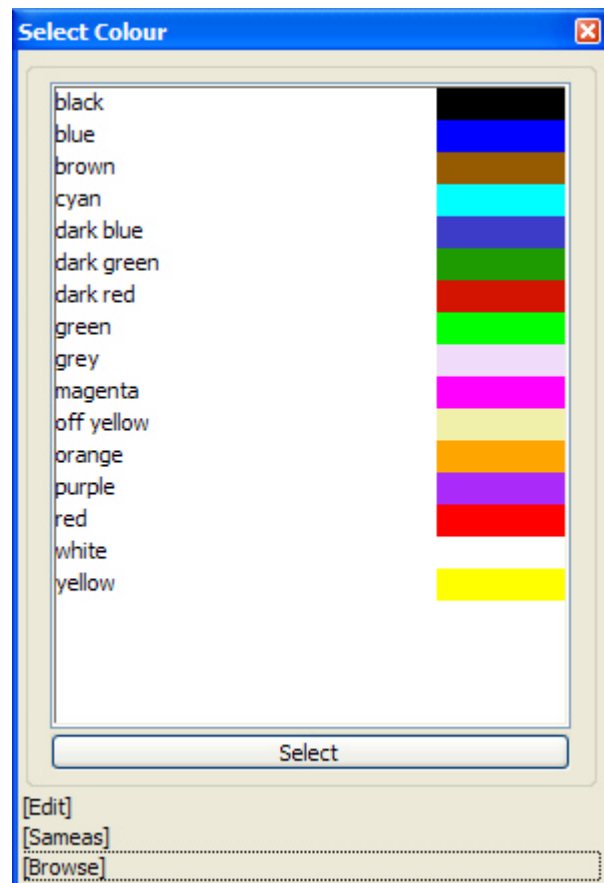 Select Colour
black
blue
brown
cyan
dark blue
dark green
dark red
green
grey
magenta
off yellow
orange
purple
red
white
yellow
Select
[Edit]
[Sameas]
[Browse]